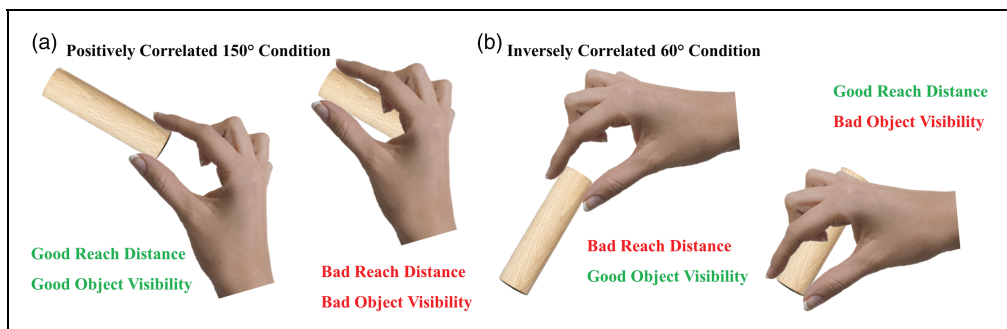 (a) Positively Correlated 150° Condition
Good Reach Distance
Good Object Visibility
Bad Reach Distance
Bad Object Visibility
(b) Inversely Correlated 60° Condition
Bad Reach Distance
Good Object Visibility
Good Reach Distance
Bad Object Visibility